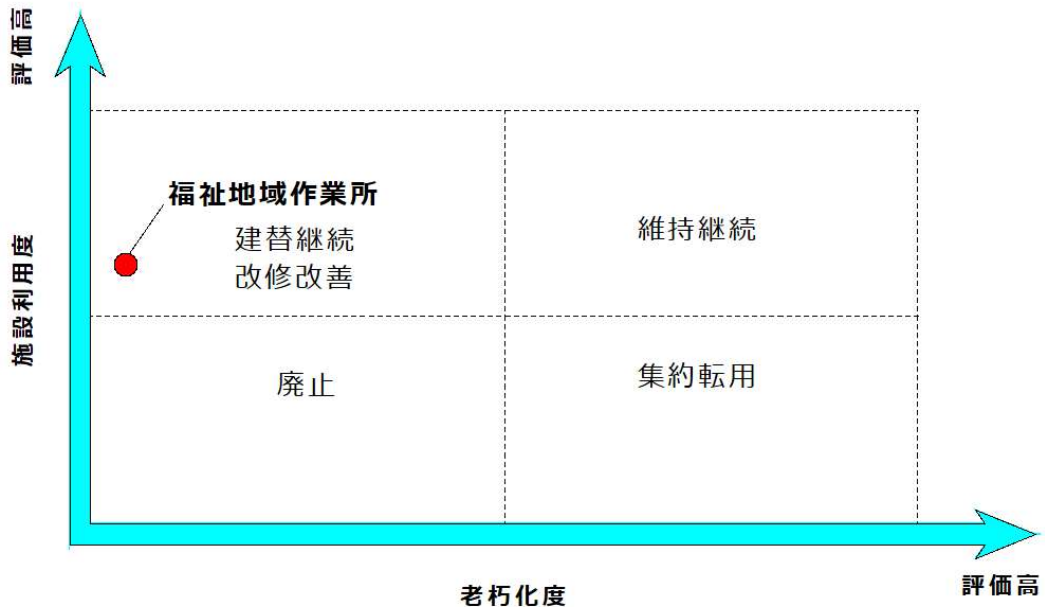 評価高
施設利用度
福祉地域作業所
建替継続
改修改善
維持継続
廃止
集約転用
老朽化度
評価高